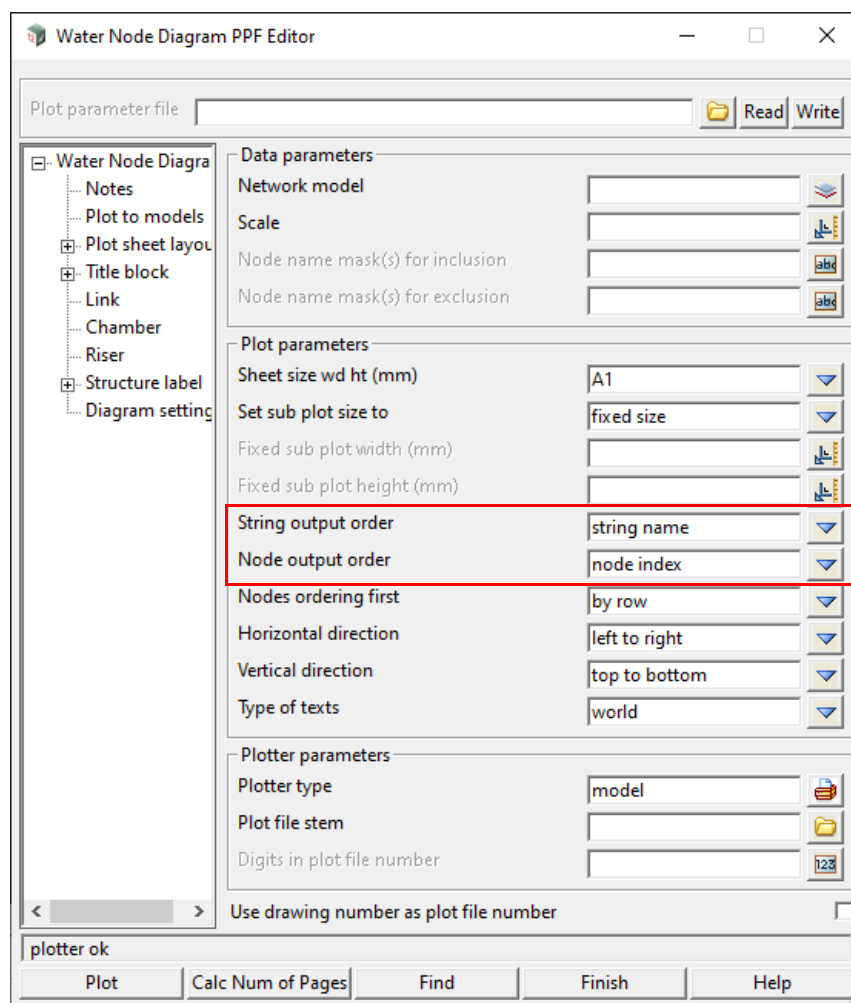 Water Node Diagram PPF Editor
Plot parameter file
Read
Write
Water Node Diagra
Notes
Plot to models
Plot sheet layou
Title block
Link
Chamber
Riser
Structure label
Diagram setting
Data parameters
Network model
Scale
Node name mask(s) for inclusion
abc
Node name mask(s) for exclusion
abc
Plot parameters
Sheet size wd ht (mm) A1
Set sub plot size to fixed size
Fixed sub plot width (mm)
Fixed sub plot height (mm)
String output order string name
Node output order node index
Nodes ordering first by row
Horizontal direction left to right
Vertical direction top to bottom
Type of texts world
Plotter parameters
Plotter type model
Plot file stem
Digits in plot file number 123
Use drawing number as plot file number
plotter ok
Plot Calc Num of Pages Find Finish Help